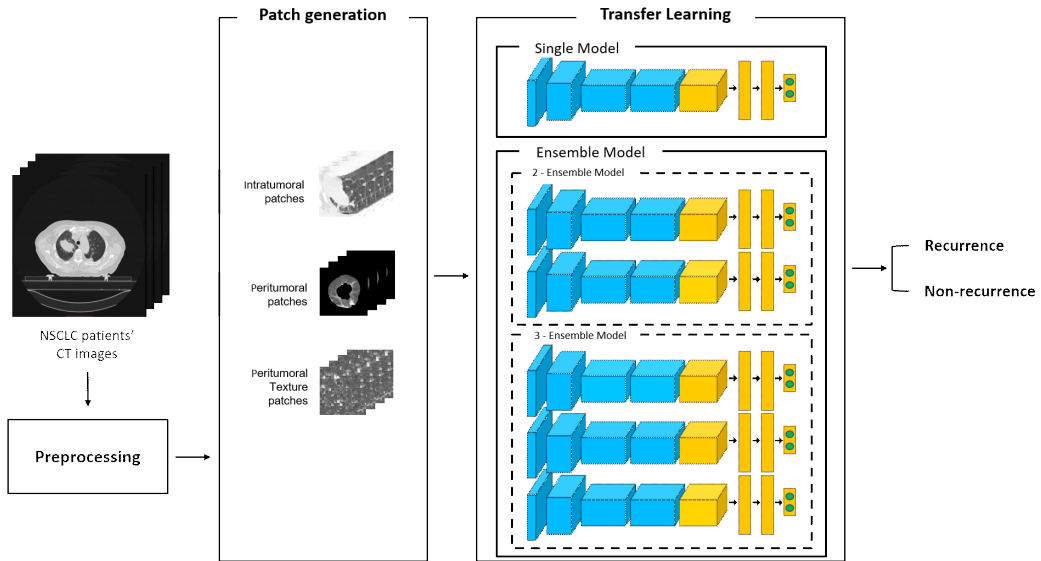 Patch generation
Transfer Learning
Single Model
Ensemble Model
2 - Ensemble Model
3 - Ensemble Model
Intratumoral
patches
Peritumoral
patches
Peritumoral
Texture
patches
NSCLC patients'
CT images
Preprocessing
Recurrence
Non-recurrence